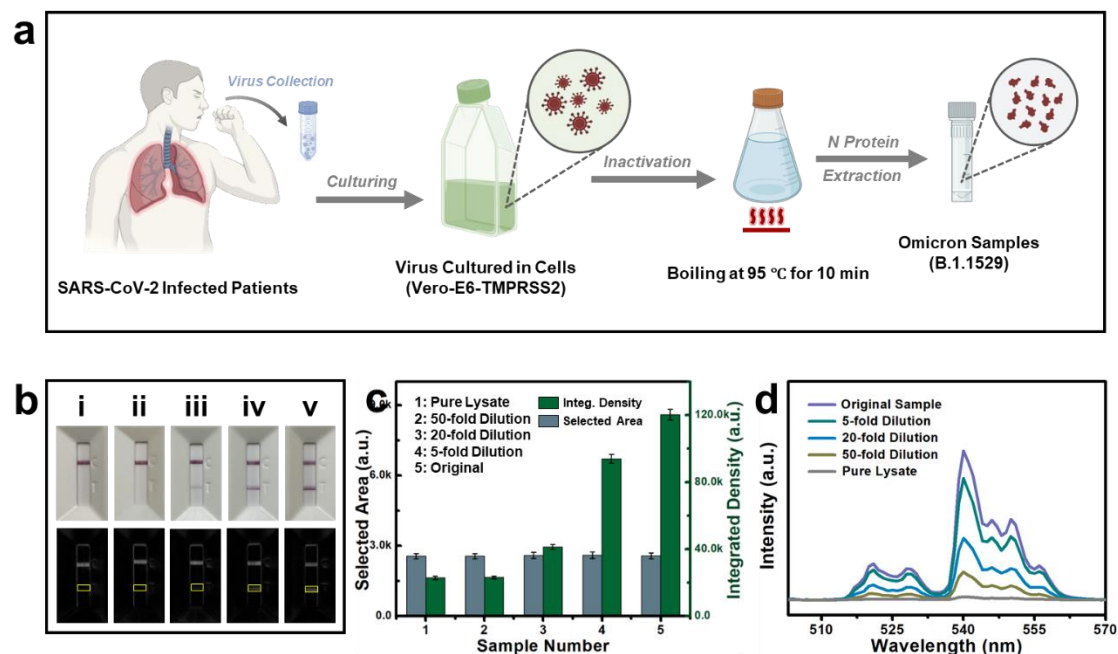 a
Virus Collection
Culturing
Inactivation
N Protein
Extraction
SARS-CoV-2 Infected Patients
Virus Cultured in Cells
(Vero-E6-TMPRSS2)
Boiling at 95 ℃ for 10 min
Omicron Samples
(B.1.1529)
b
i ii iii iv v
C
T
c
1: Pure Lysate
2: 50-fold Dilution
3: 20-fold Dilution
4: 5-fold Dilution
5: Original
Integ. Density
Selected Area
Selected Area (a.u.)
6.0k
3.0k
0.0
Integrated Density (a.u.)
120.0k
80.0k
40.0k
0.0
1 2 3 4 5
Sample Number
d
Original Sample
5-fold Dilution
20-fold Dilution
50-fold Dilution
Pure Lysate
Intensity (a.u.)
510 525 540 555 570
Wavelength (nm)